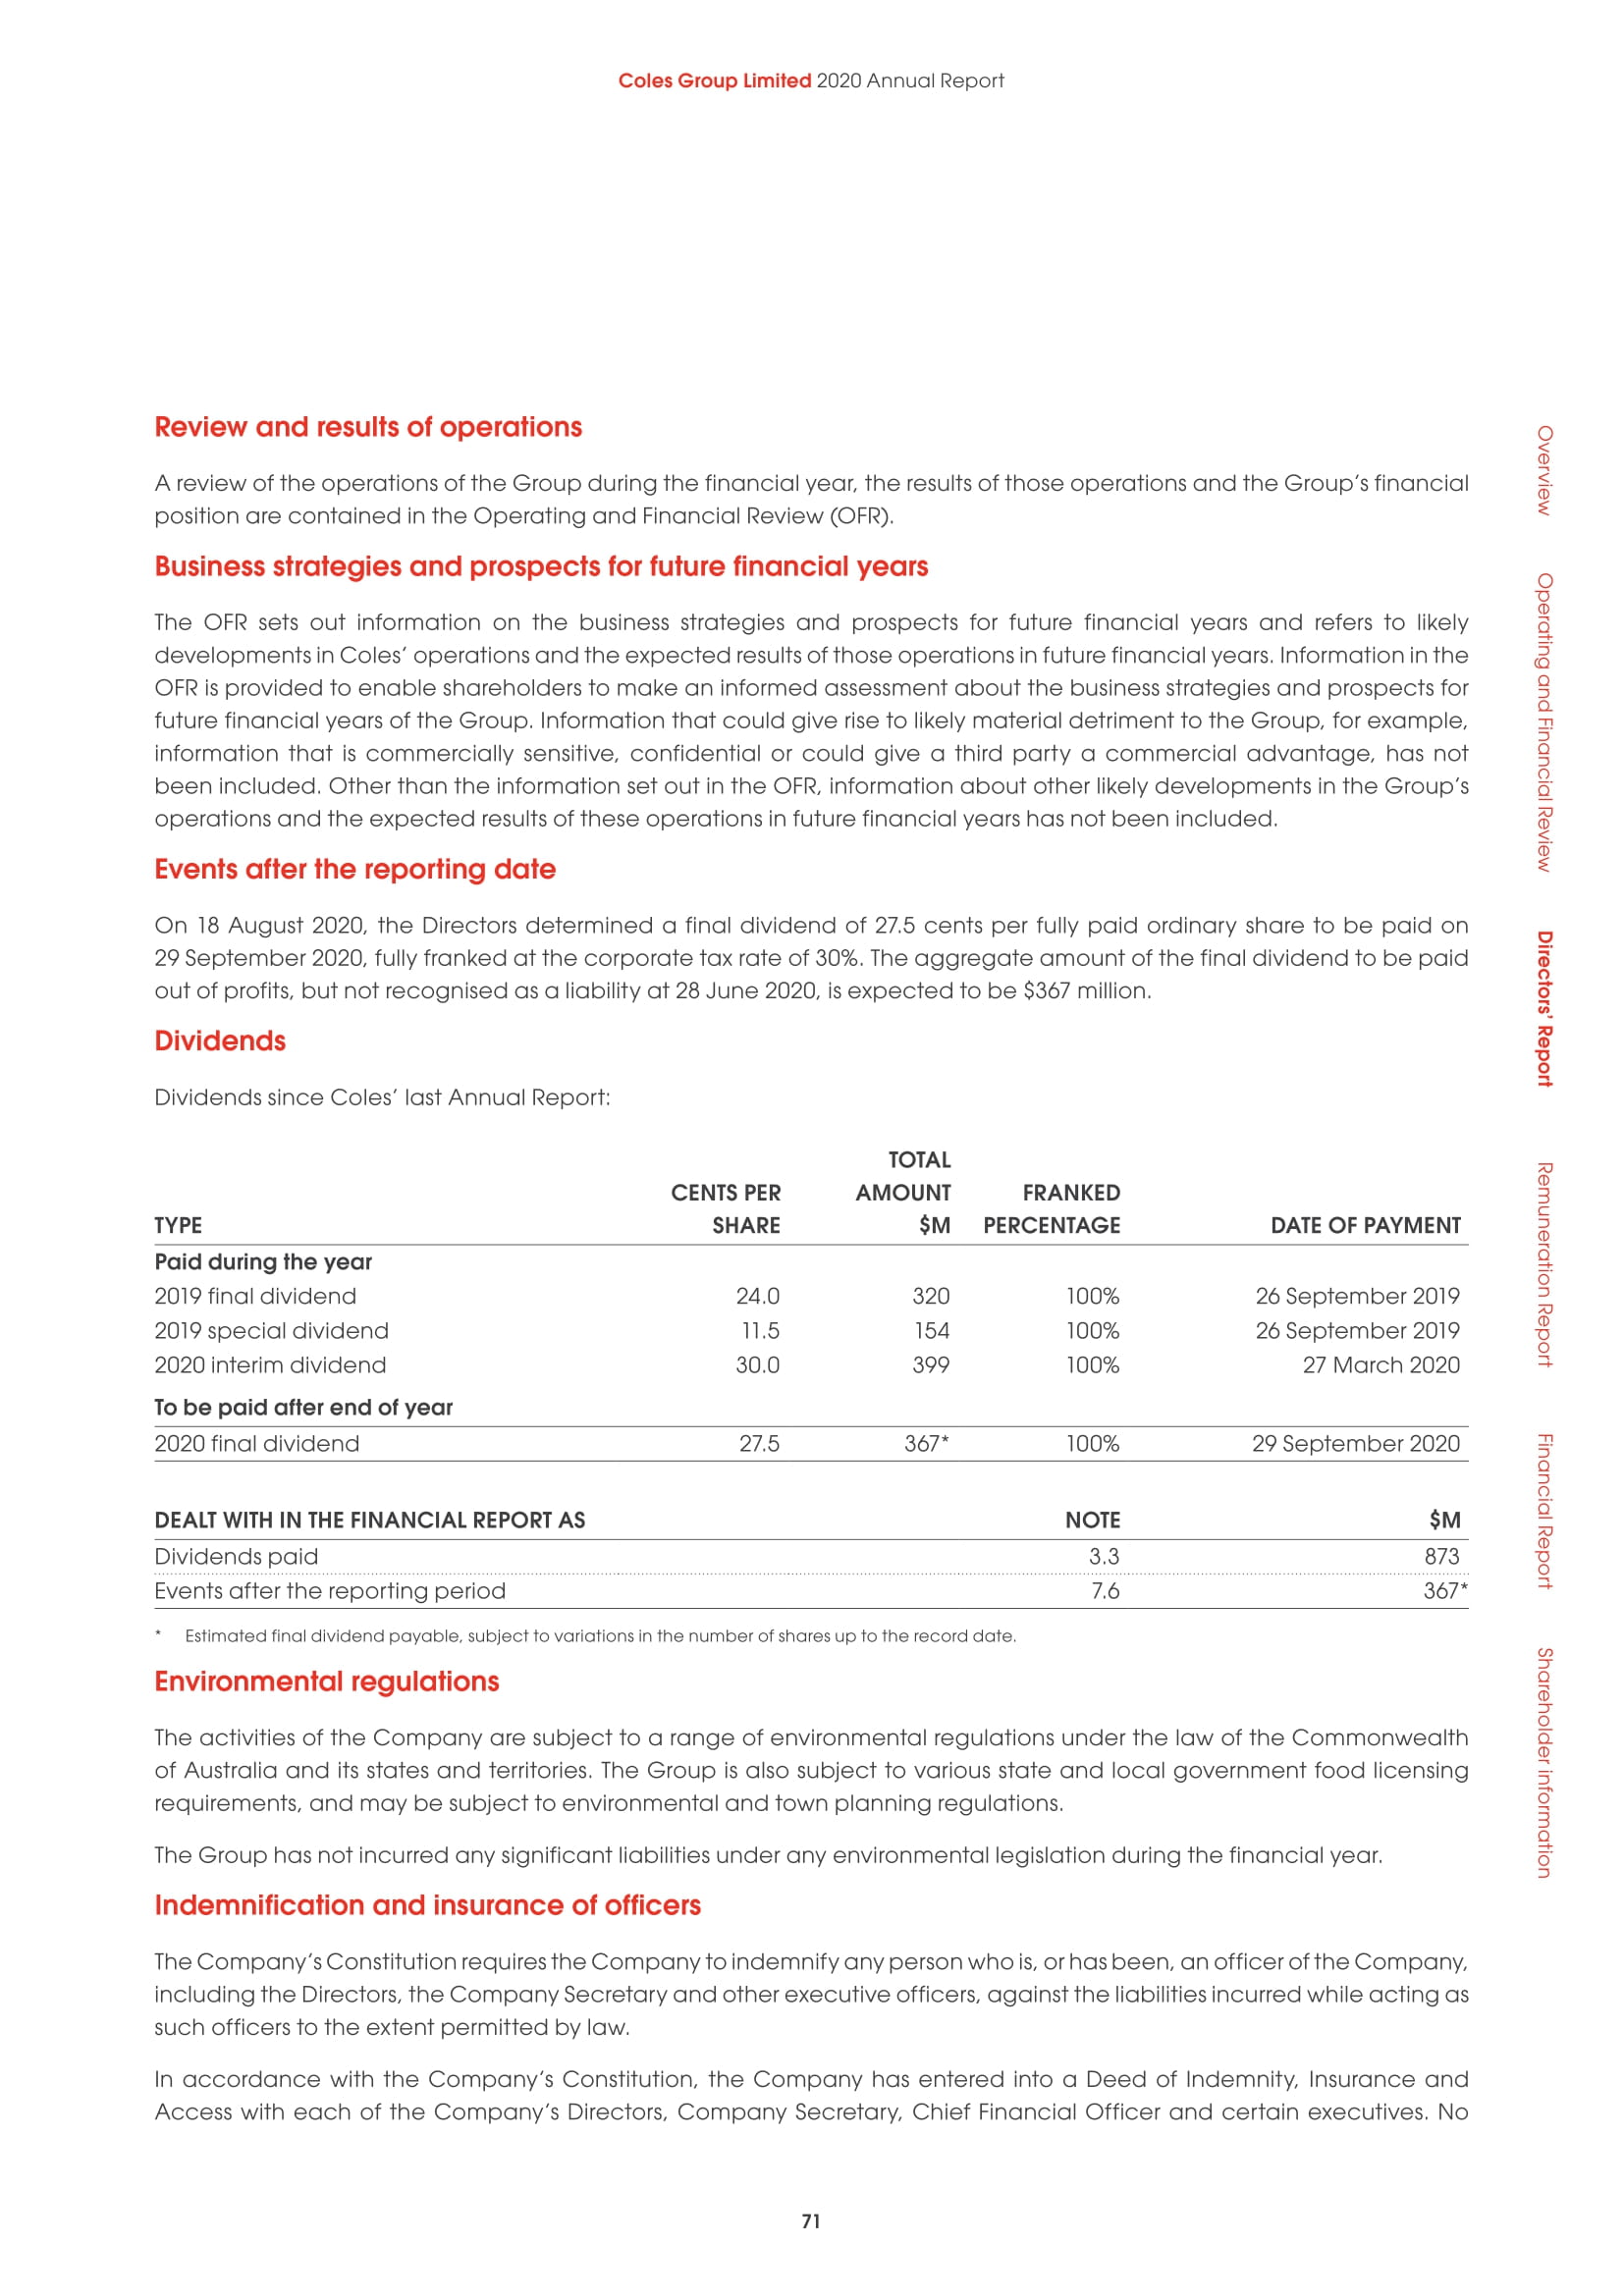 Coles Group Limited 2020 Annual Report
Review and results of operations
A review of the operations of the Group during the financial year, the results of those operations and the Group's financial
position are contained in the Operating and Financial Review (OFR).
Business strategies and prospects for future financial years
The OFR sets out information on the business strategies and prospects for future financial years and refers to likely
developments in Coles' operations and the expected results of those operations in future financial years. Information in the
OFR is provided to enable shareholders to make an informed assessment about the business strategies and prospects for
future financial years of the Group. Information that could give rise to likely material detriment to the Group, for example,
information that is commercially sensitive, confidential or could give a third party a commercial advantage, has not
been included. Other than the information set out in the OFR, information about other likely developments in the Group's
operations and the expected results of these operations in future financial years has not been included.
Events after the reporting date
On 18 August 2020, the Directors determined a final dividend of 27.5 cents per fully paid ordinary share to be paid on
29 September 2020, fully franked at the corporate tax rate of 30%. The aggregate amount of the final dividend to be paid
out of profits, but not recognised as a liability at 28 June 2020, is expected to be $367 million.
Dividends
Dividends since Coles' last Annual Report:
TOTAL
CENTS PER AMOUNT FRANKED
TYPE SHARE $M PERCENTAGE DATE OF PAYMENT
Paid during the year
2019 final dividend 24.0 320 100% 26 September 2019
2019 special dividend 11.5 154 100% 26 September 2019
2020 interim dividend 30.0 399 100% 27 March 2020
To be paid after end of year
2020 final dividend 27.5 367* 100% 29 September 2020
DEALT WITH IN THE FINANCIAL REPORT AS NOTE $M
Dividends paid 3.3 873
Events after the reporting period 7.6 367*
* Estimated final dividend payable, subject to variations in the number of shares up to the record date.
Environmental regulations
The activities of the Company are subject to a range of environmental regulations under the law of the Commonwealth
of Australia and its states and territories. The Group is also subject to various state and local government food licensing
requirements, and may be subject to environmental and town planning regulations.
The Group has not incurred any significant liabilities under any environmental legislation during the financial year.
Indemnification and insurance of officers
The Company's Constitution requires the Company to indemnify any person who is, or has been, an officer of the Company,
including the Directors, the Company Secretary and other executive officers, against the liabilities incurred while acting as
such officers to the extent permitted by law.
In accordance with the Company's Constitution, the Company has entered into a Deed of Indemnity, Insurance and
Access with each of the Company's Directors, Company Secretary, Chief Financial Officer and certain executives. No
71
Overview
Operating and Financial Review
Directors' Report
Remuneration Report
Financial Report
Shareholder information